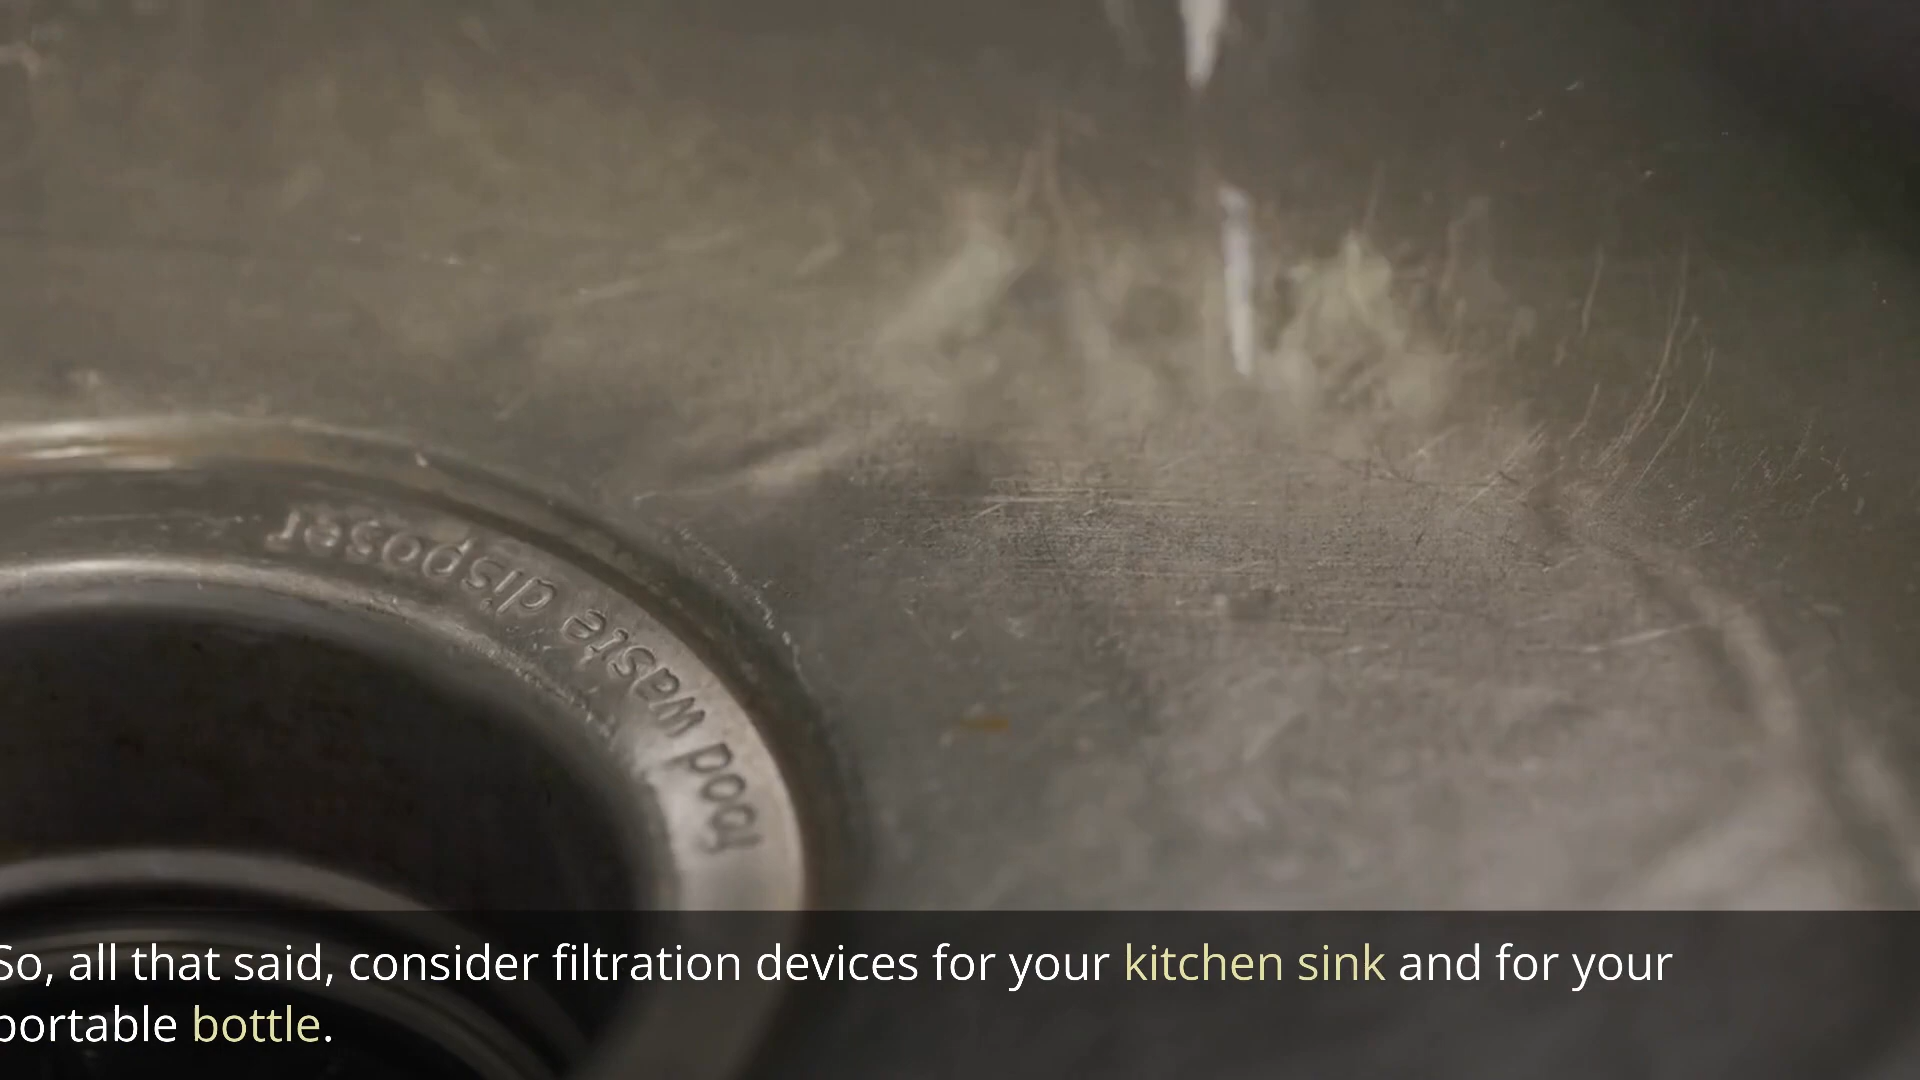 food waste disposer
So, all that said, consider filtration devices for your kitchen sink and for your
portable bottle.